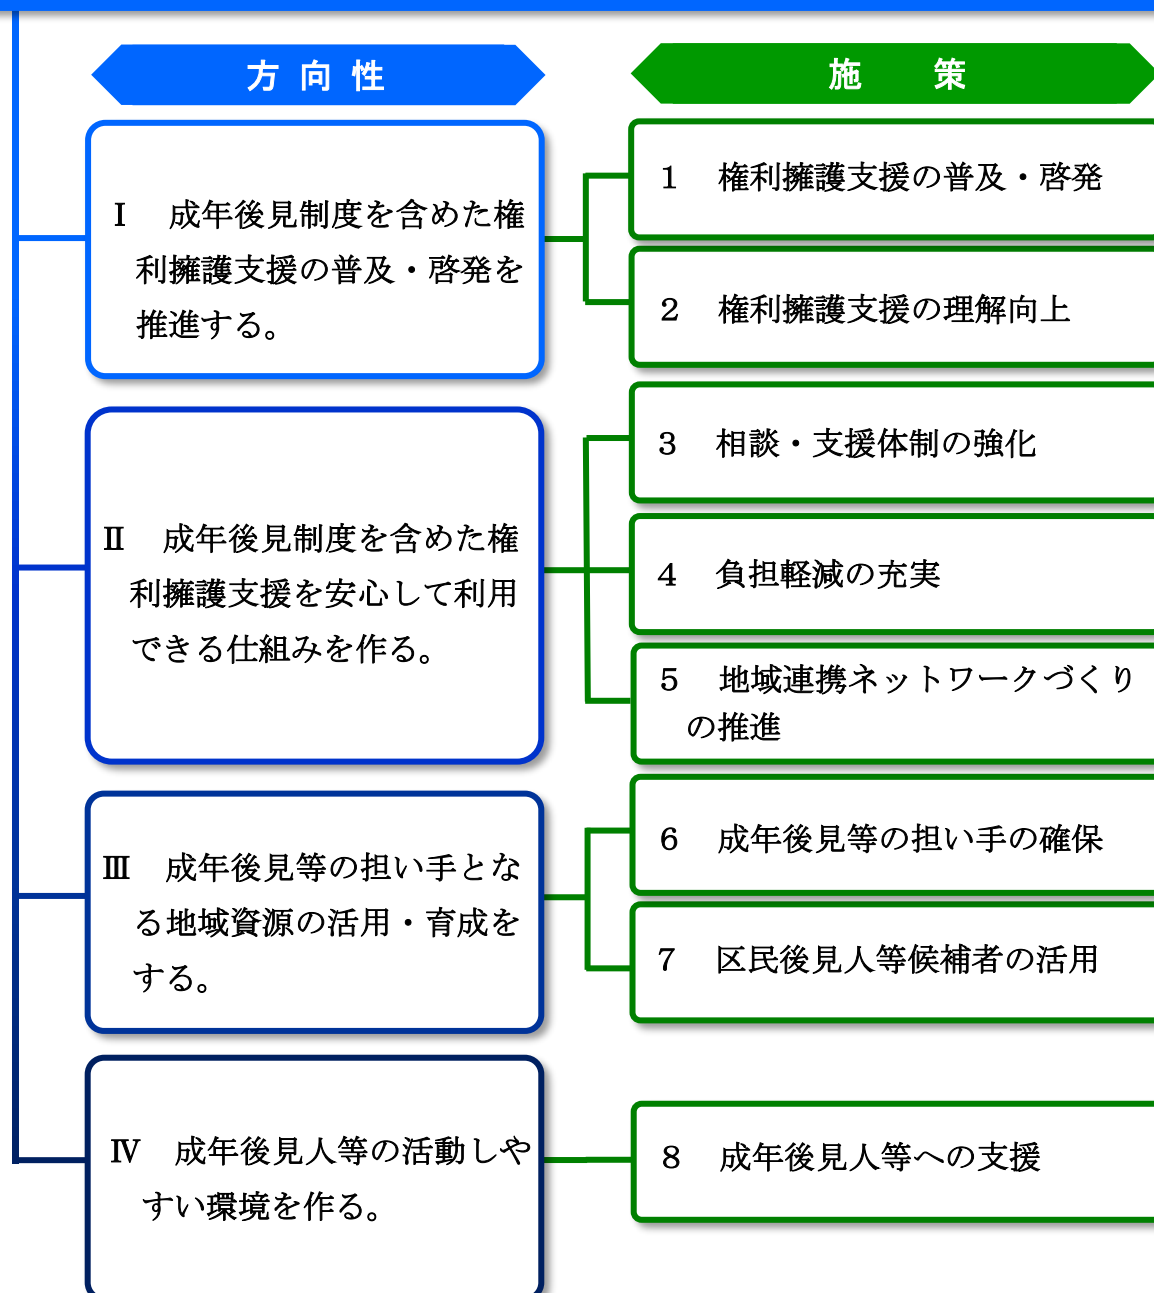 方向性
施　策
Ⅰ　成年後見制度を含めた権
利擁護支援の普及・啓発を
推進する。
1　権利擁護支援の普及・啓発
2　権利擁護支援の理解向上
Ⅱ　成年後見制度を含めた権
利擁護支援を安心して利用
できる仕組みを作る。
3　相談・支援体制の強化
4　負担軽減の充実
5　地域連携ネットワークづくり
の推進
Ⅲ　成年後見等の担い手とな
る地域資源の活用・育成を
する。
6　成年後見等の担い手の確保
7　区民後見人等候補者の活用
Ⅳ　成年後見人等の活動しや
すい環境を作る。
8　成年後見人等への支援